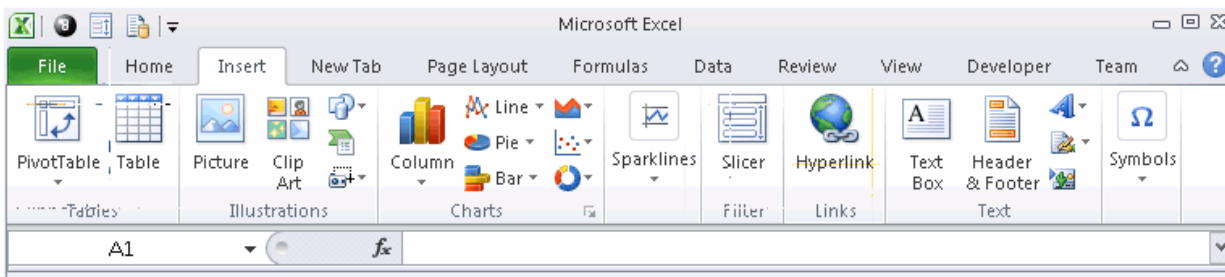 Microsoft Excel
File Home Insert New Tab Page Layout Formulas Data Review View Developer Team
Line
Pie
Bar
PivotTable Table Picture Clip Art Column Sparklines Slicer Hyperlink Text Box Header & Footer Symbols
Tables Illustrations Charts Filter Links Text
A1 fx